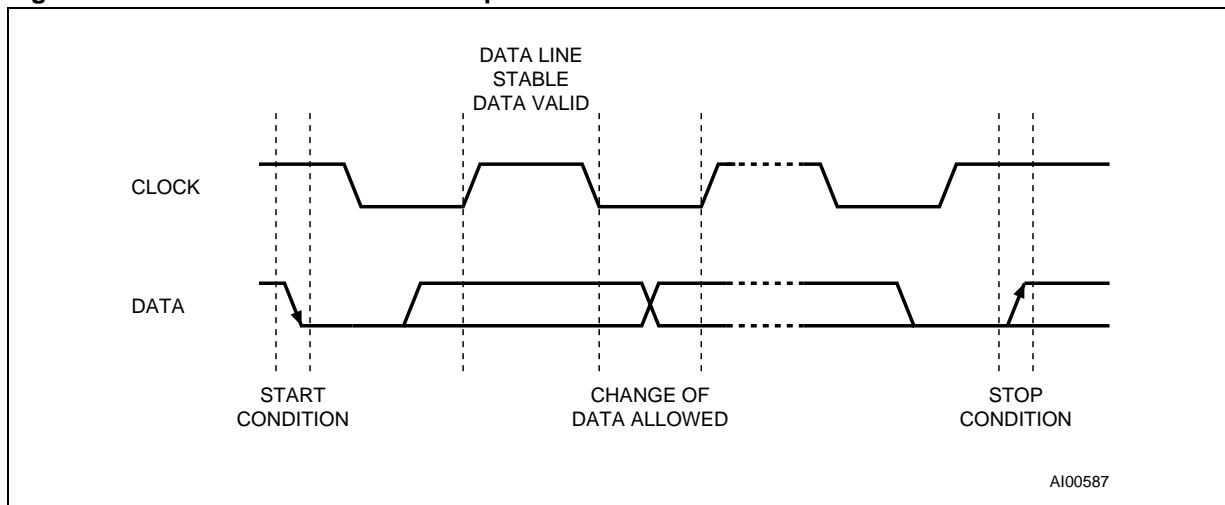 DATA LINE
STABLE
DATA VALID
CLOCK
DATA
START
CONDITION
CHANGE OF
DATA ALLOWED
STOP
CONDITION
AI00587